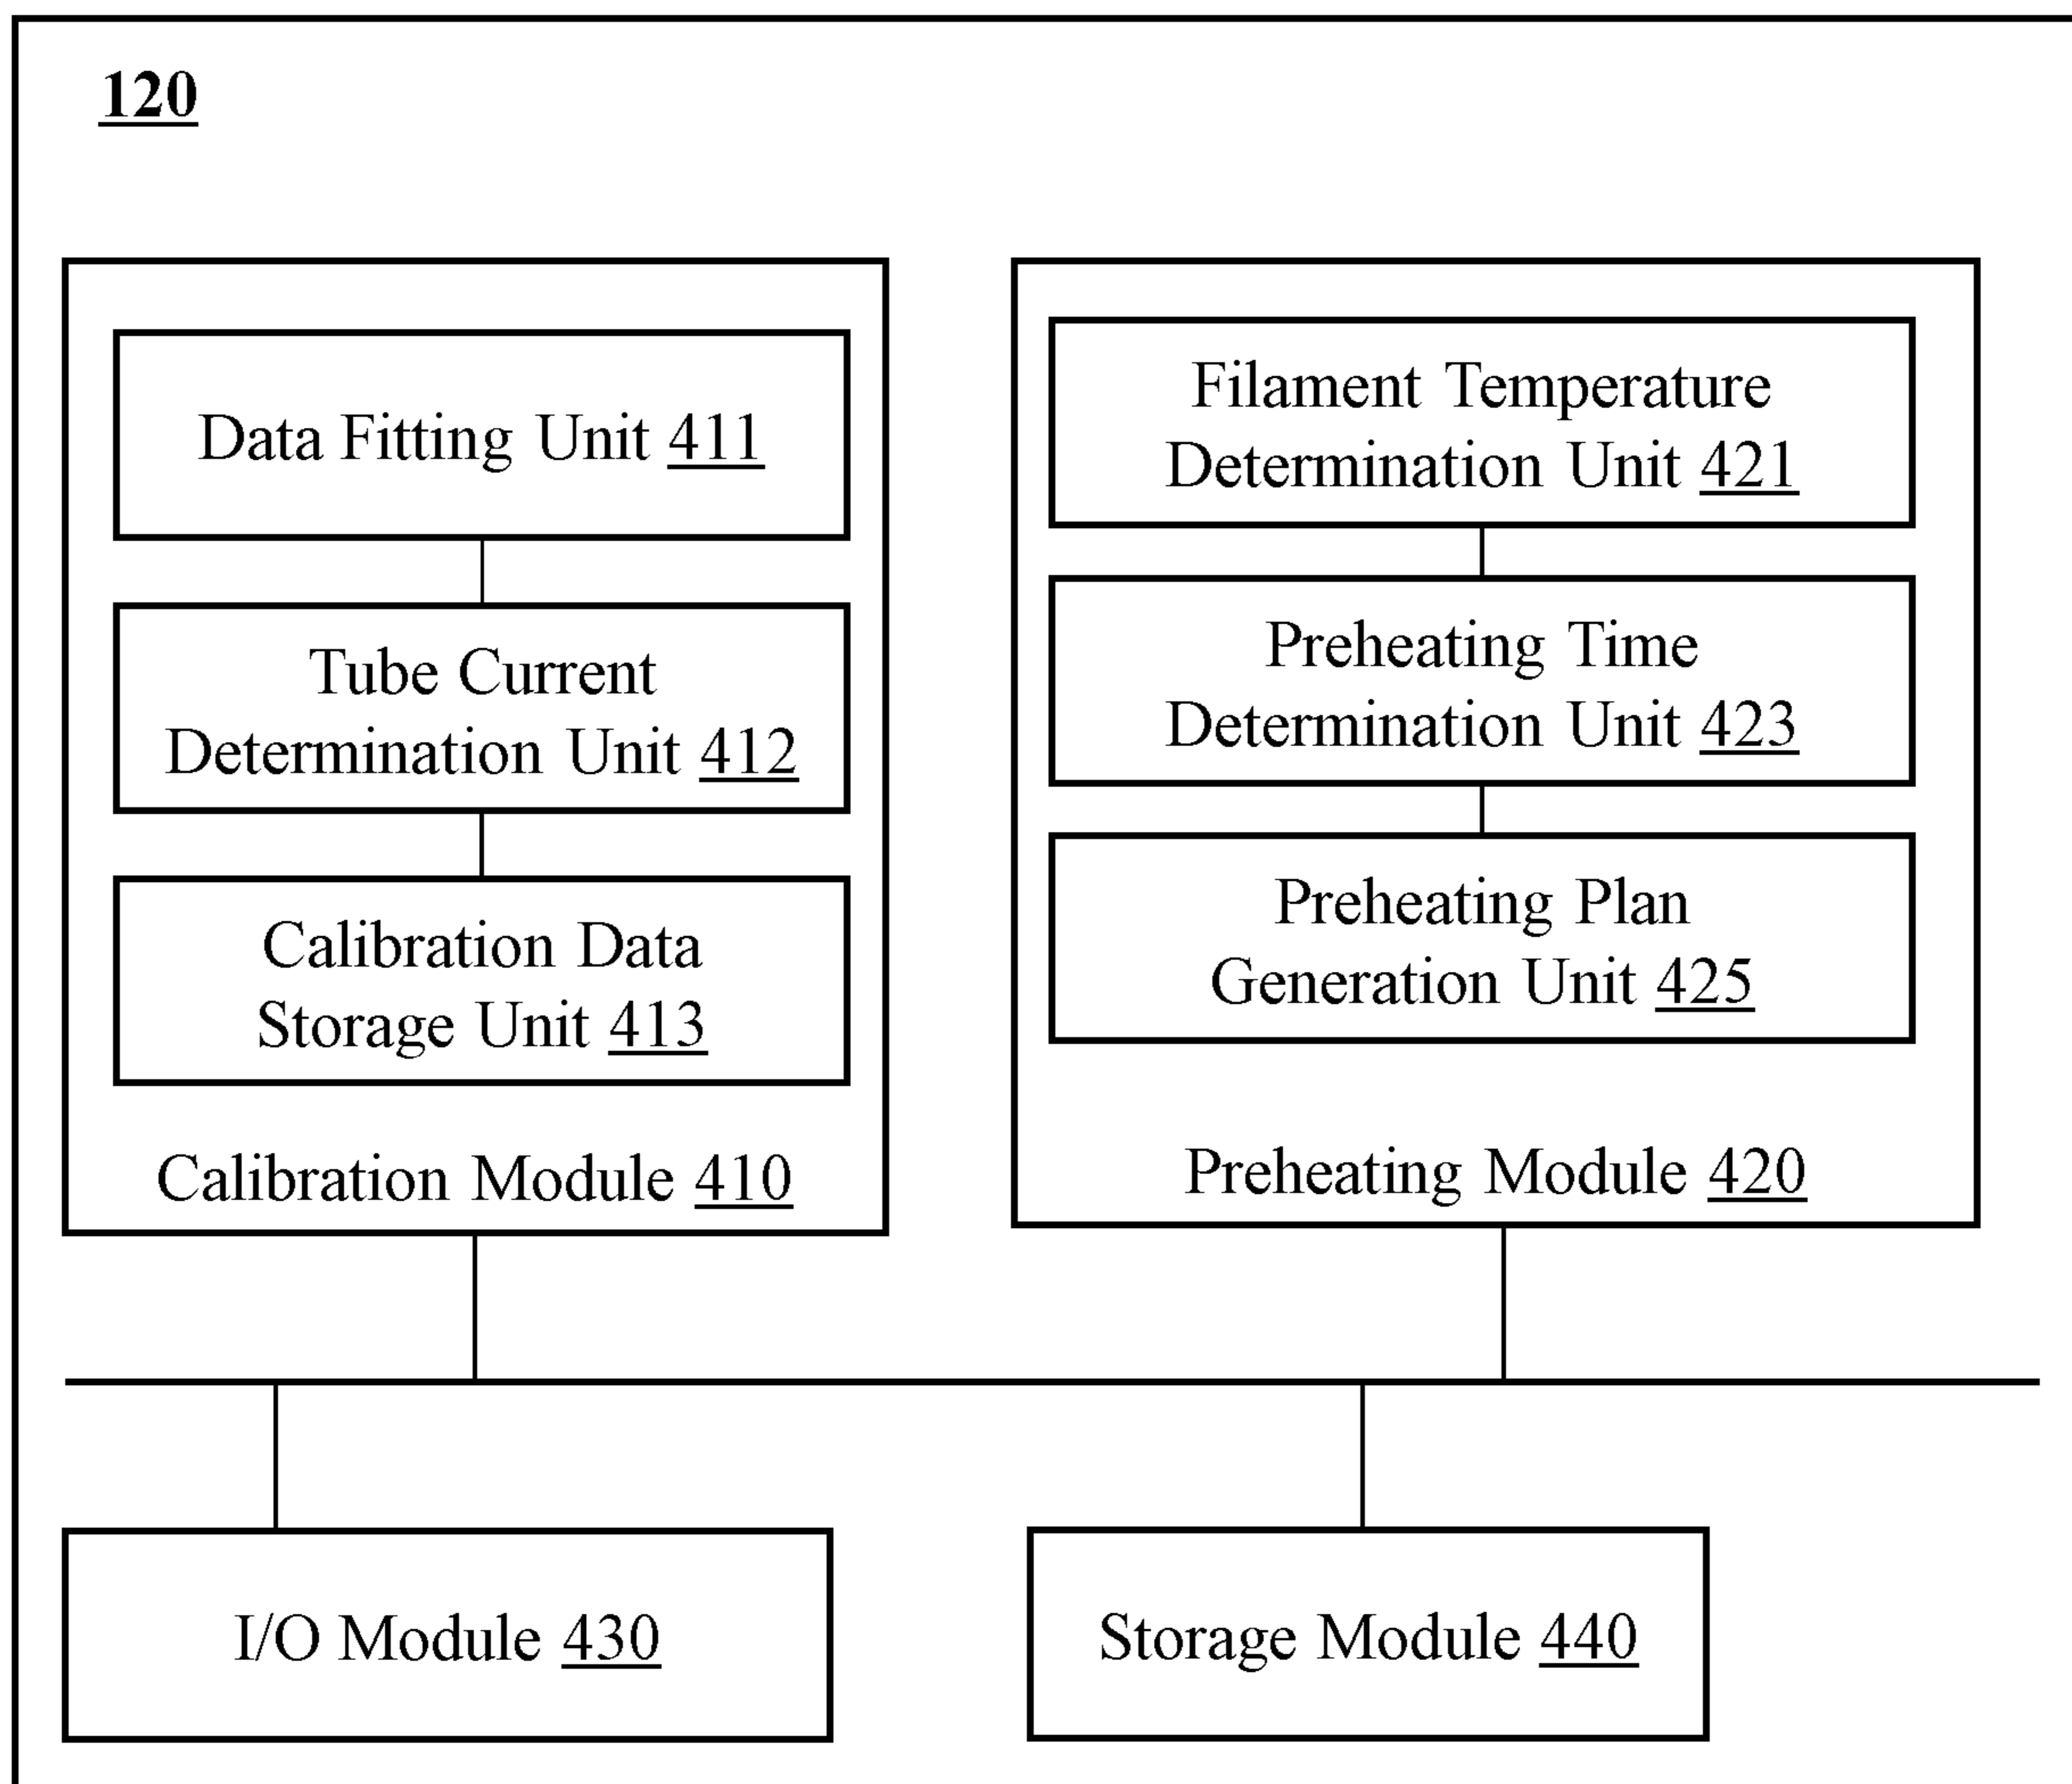 120
Data Fitting Unit 411
Tube Current
Determination Unit 412
Calibration Data
Storage Unit 413
Calibration Module 410
Filament Temperature
Determination Unit 421
Preheating Time
Determination Unit 423
Preheating Plan
Generation Unit 425
Preheating Module 420
I/O Module 430
Storage Module 440